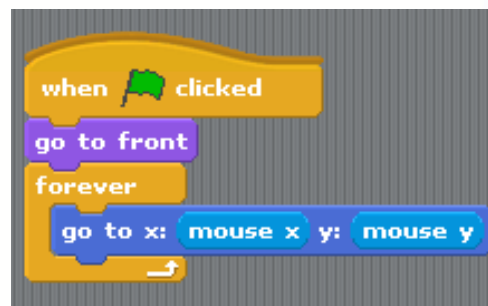 when clicked
go to front
forever
go to x: mouse x y: mouse y